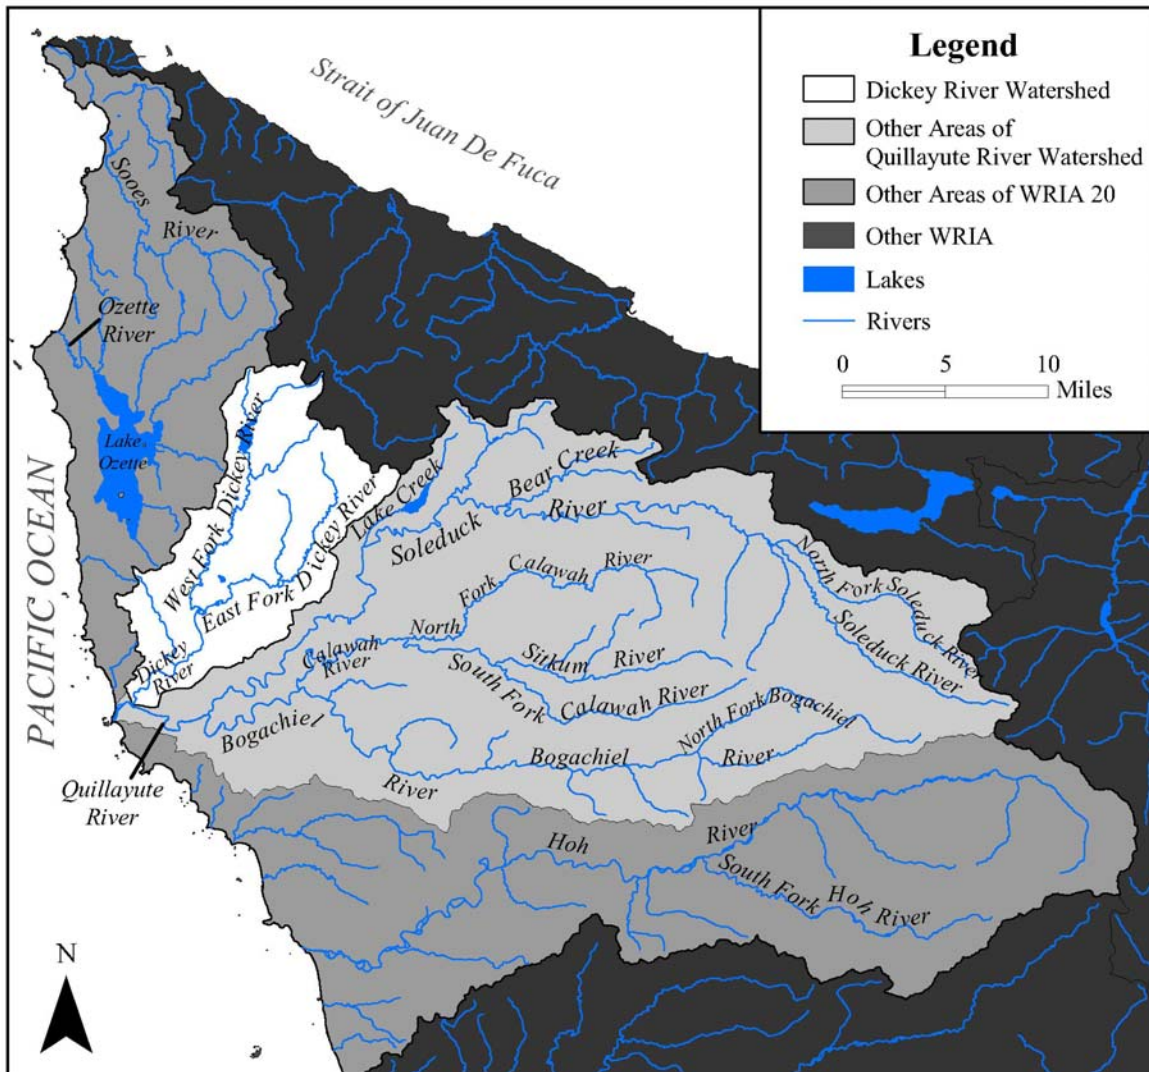 Legend
Dickey River Watershed
Other Areas of
Quillayute River Watershed
Other Areas of WRIA 20
Other WRIA
Lakes
Rivers
0 5 10
Miles
Strait of Juan De Fuca
Sooes
River
Ozette
River
Lake
Ozette
PACIFIC OCEAN
West Fork Dickey River
East Fork Dickey River
Dickey
River
Lake Creek
Bear Creek
Soleduck
River
North Fork
Soleduck River
Soleduck River
North
Fork
Calawah
River
Calawah
River
Sitkum
River
South Fork
Calawah River
North Fork Bogachiel
River
Bogachiel
River
Bogachiel
Quillayute
River
Hoh
River
South Fork
Hoh River
N